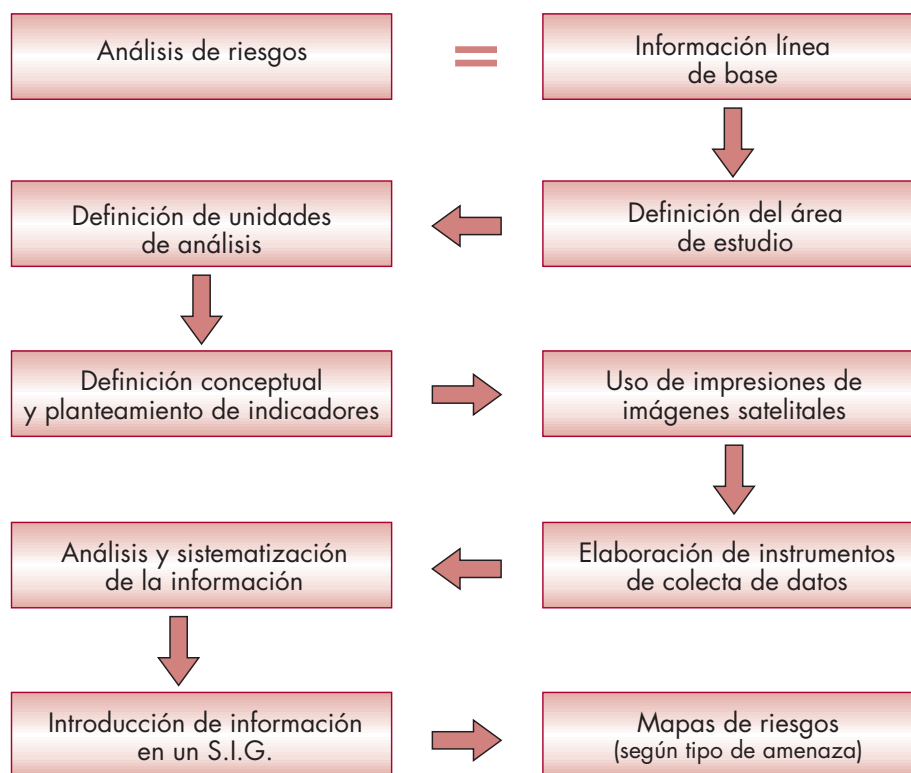 Análisis de riesgos
=
Información línea
de base
Definición de unidades
de análisis
Definición del área
de estudio
Definición conceptual
y planteamiento de indicadores
Uso de impresiones de
imágenes satelitales
Análisis y sistematización
de la información
Elaboración de instrumentos
de colecta de datos
Introducción de información
en un S.I.G.
Mapas de riesgos
(según tipo de amenaza)